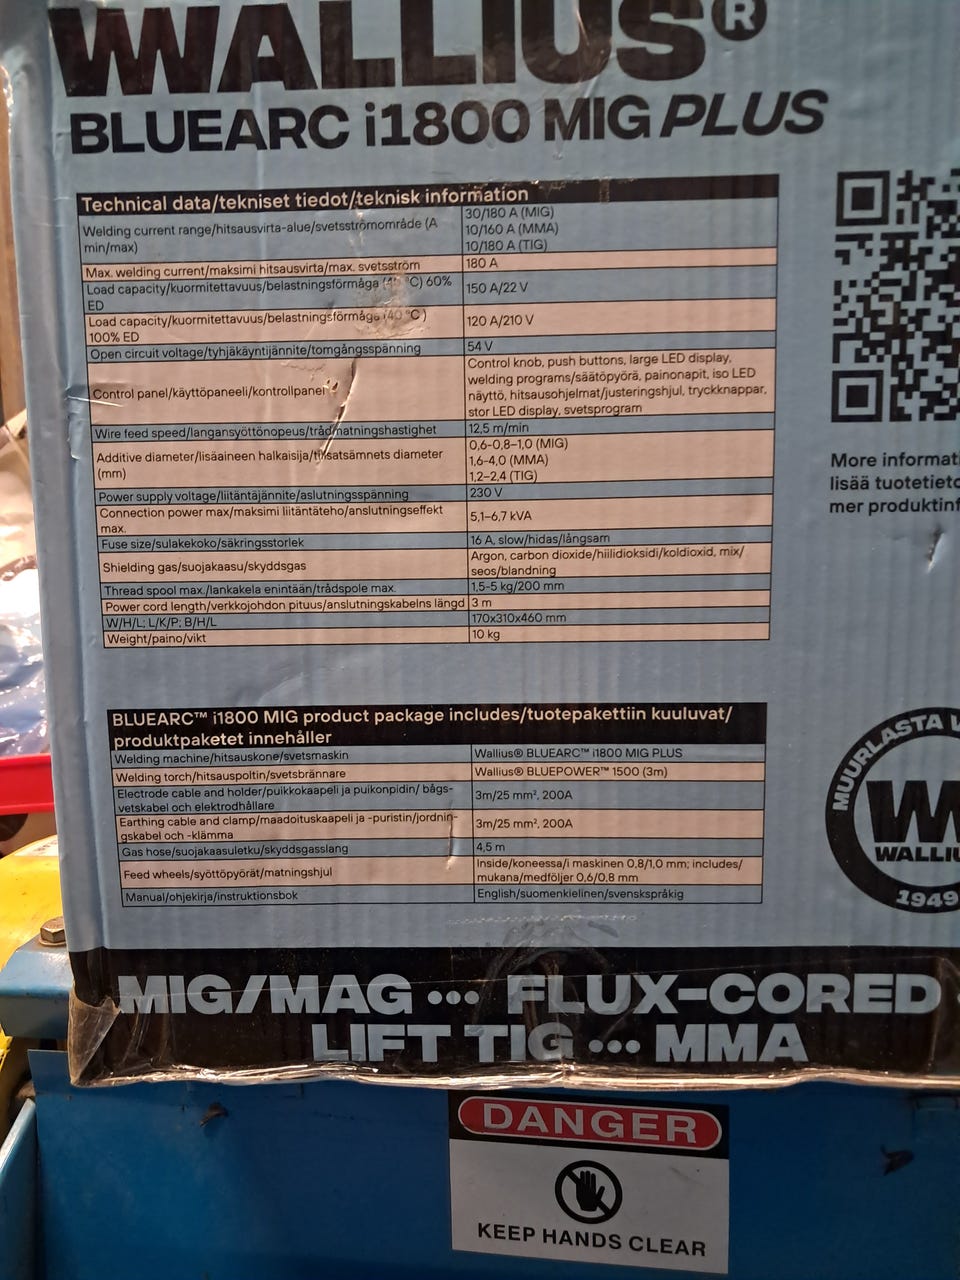 WALLIUS®
BLUEARC i1800 MIG PLUS
Technical data/tekniset tiedot/teknisk information
Welding current range/hitsausvirta-alue/svetsströmområde (A
min/max)
30/180 A (MIG)
10/160 A (MMA)
10/180 A (TIG)
Max. welding current/maksimi hitsausvirta/max. svetsström
180 A
Load capacity/kuormitettavuus/belastningsförmåga (40 °C) 60%
ED
150 A/22 V
Load capacity/kuormitettavuus/belastningsförmåga (40 °C)
100% ED
120 A/210 V
Open circuit voltage/tyhjäkäyntijännite/tomgångsspänning
54 V
Control panel/käyttöpaneeli/kontrollpanel
Control knob, push buttons, large LED display,
welding programs/säätöpyörä, painonapit, iso LED
näyttö, hitsausohjelmat/justeringshjul, tryckknappar,
stor LED display, svetsprogram
Wire feed speed/langansyöttönopeus/trådmatningshastighet
12,5 m/min
Additive diameter/lisäaineen halkaisija/tillsatsämnets diameter
(mm)
0,6-0,8-1,0 (MIG)
1,6-4,0 (MMA)
1,2-2,4 (TIG)
Power supply voltage/liitäntäjännite/aslutningsspänning
230 V
Connection power max/maksimi liitäntäteho/anslutningseffekt
max.
5,1-6,7 kVA
Fuse size/sulakekoko/säkringsstorlek
16 A, slow/hidas/långsam
Shielding gas/suojakaasu/skyddsgas
Argon, carbon dioxide/hiilidioksidi/koldioxid, mix/
seos/blandning
Thread spool max./lankakela enintään/trådspole max.
1,5-5 kg/200 mm
Power cord length/verkkojohdon pituus/anslutningskabelns längd
3 m
W/H/L; L/K/P; B/H/L
170x310x460 mm
Weight/paino/vikt
10 kg
More informati
lisää tuotetieto
mer produktinf
BLUEARC™ i1800 MIG product package includes/tuotepakettiin kuuluvat/
produktpaketet innehåller
Welding machine/hitsauskone/svetsmaskin
Wallius® BLUEARC™ i1800 MIG PLUS
Welding torch/hitsauspoltin/svetsbrännare
Wallius® BLUEPOWER™ 1500 (3m)
Electrode cable and holder/puikkokaapeli ja puikonpidin/ bågs-
vetskabel och elektrodhållare
3m/25 mm², 200A
Earthing cable and clamp/maadoituskaapeli ja -puristin/jordnin-
gskabel och -klämma
3m/25 mm², 200A
Gas hose/suojakaasuletku/skyddsgasslang
4,5 m
Feed wheels/syöttöpyörät/matningshjul
Inside/koneessa/i maskinen 0,8/1,0 mm; includes/
mukana/medföljer 0,6/0,8 mm
Manual/ohjekirja/instruktionsbok
English/suomenkielinen/svenskspråkig
MUURLASTA
W
WALLIU
1949
MIG/MAG ••• FLUX-CORED
LIFT TIG ••• MMA
DANGER
KEEP HANDS CLEAR